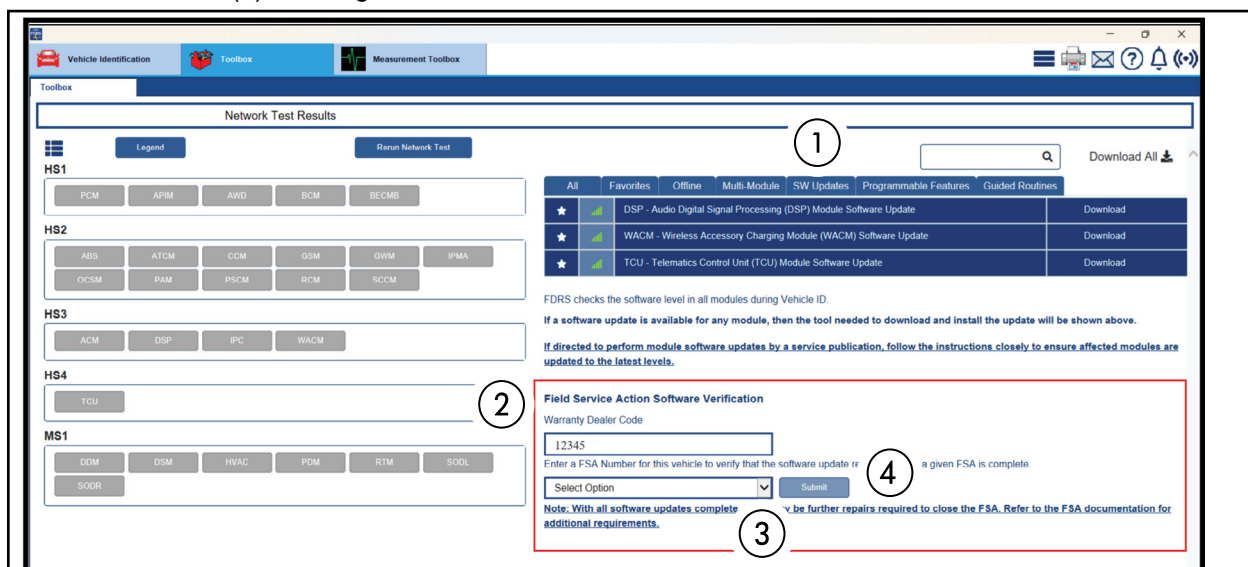 (s)
FDRS
Vehicle Identification
Toolbox
Measurement Toolbox
Toolbox
Network Test Results
Legend
Rerun Network Test
1
Download All
HS1
PCM APIM AWD BCM BECMB
All Favorites Offline Multi-Module SW Updates Programmable Features Guided Routines
DSP - Audio Digital Signal Processing (DSP) Module Software Update Download
WACM - Wireless Accessory Charging Module (WACM) Software Update Download
TCU - Telematics Control Unit (TCU) Module Software Update Download
HS2
ABS ATCM CCM GSM GWM IPMA
OCSM PAM PSCM RCM SCCM
FDRS checks the software level in all modules during Vehicle ID.
If a software update is available for any module, then the tool needed to download and install the update will be shown above.
If directed to perform module software updates by a service publication, follow the instructions closely to ensure affected modules are
updated to the latest levels.
HS3
ACM DSP IPC WACM
HS4
TCU
2
Field Service Action Software Verification
Warranty Dealer Code
12345
MS1
DDM DSM HVAC PDM RTM SODL
SODR
Enter a FSA Number for this vehicle to verify that the software update a given FSA is complete
4
Select Option
Submit
Note: With all software updates complete be further repairs required to close the FSA. Refer to the FSA documentation for
additional requirements.
3